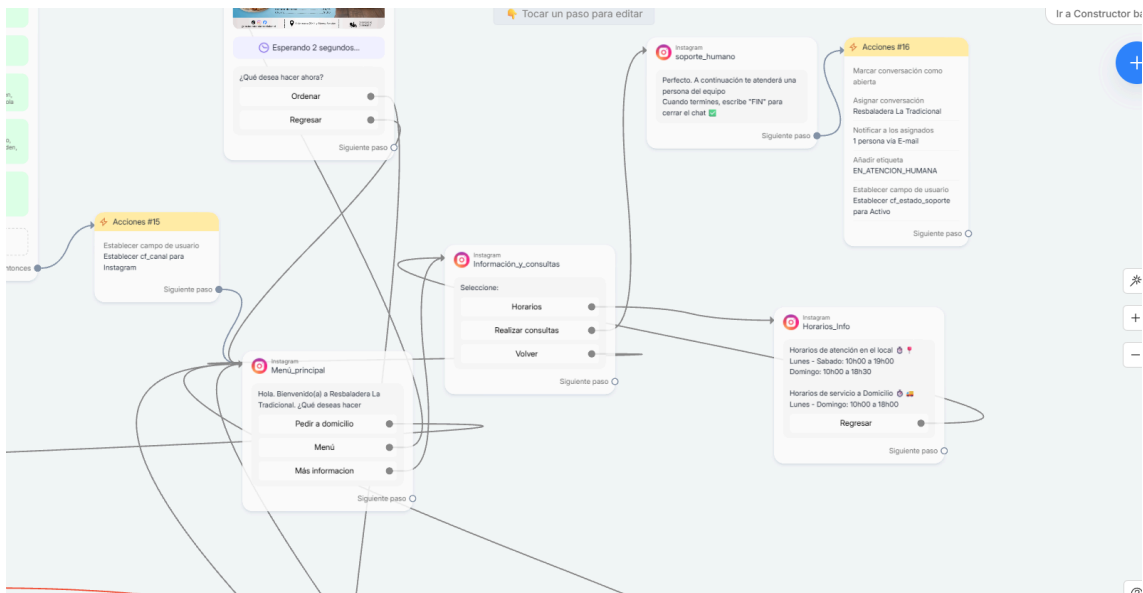 👇 Tocar un paso para editar
Ir a Constructor ba
Esperando 2 segundos...
¿Qué desea hacer ahora?
Ordenar
Regresar
Siguiente paso
Instagram
soporte_humano
Perfecto. A continuación te atenderá una
persona del equipo
Cuando termines, escribe "FIN" para
cerrar el chat ✅
Siguiente paso
Acciones #16
Marcar conversación como
abierta
Asignar conversación
Resbaladera La Tradicional
Notificar a los asignados
1 persona via E-mail
Añadir etiqueta
EN_ATENCION_HUMANA
Establecer campo de usuario
Establecer cf_estado_soporte
para Activo
Siguiente paso
Acciones #15
Establecer campo de usuario
Establecer cf_canal para
Instagram
Siguiente paso
Instagram
Información_y_consultas
Seleccione:
Horarios
Realizar consultas
Volver
Siguiente paso
Instagram
Horarios_Info
Horarios de atención en el local
Lunes - Sabado: 10h00 a 19h00
Domingo: 10h00 a 18h30
Horarios de servicio a Domicilio
Lunes - Domingo: 10h00 a 18h00
Regresar
Siguiente paso
Instagram
Menú_principal
Hola. Bienvenido(a) a Resbaladera La
Tradicional. ¿Qué deseas hacer
Pedir a domicilio
Menú
Más informacion
Siguiente paso